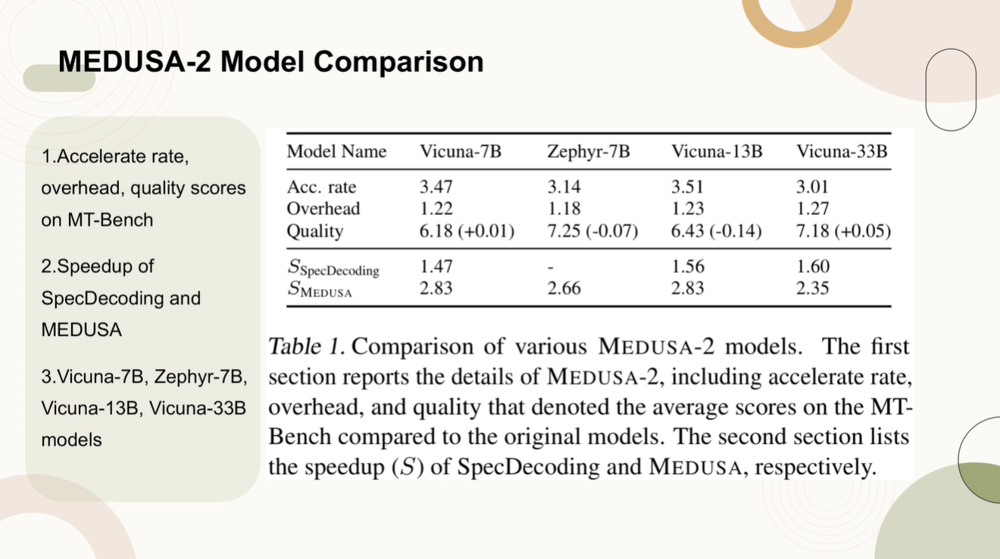 MEDUSA-2 Model Comparison
1.Accelerate rate,
overhead, quality scores
on MT-Bench
2.Speedup of
SpecDecoding and
MEDUSA
3.Vicuna-7B, Zephyr-7B,
Vicuna-13B, Vicuna-33B
models
Model Name Vicuna-7B Zephyr-7B Vicuna-13B Vicuna-33B
Acc. rate 3.47 3.14 3.51 3.01
Overhead 1.22 1.18 1.23 1.27
Quality 6.18 (+0.01) 7.25 (-0.07) 6.43 (-0.14) 7.18 (+0.05)
SSpecDecoding 1.47 - 1.56 1.60
SMEDUSA 2.83 2.66 2.83 2.35
Table 1. Comparison of various MEDUSA-2 models. The first
section reports the details of MEDUSA-2, including accelerate rate,
overhead, and quality that denoted the average scores on the MT-
Bench compared to the original models. The second section lists
the speedup (S) of SpecDecoding and MEDUSA, respectively.